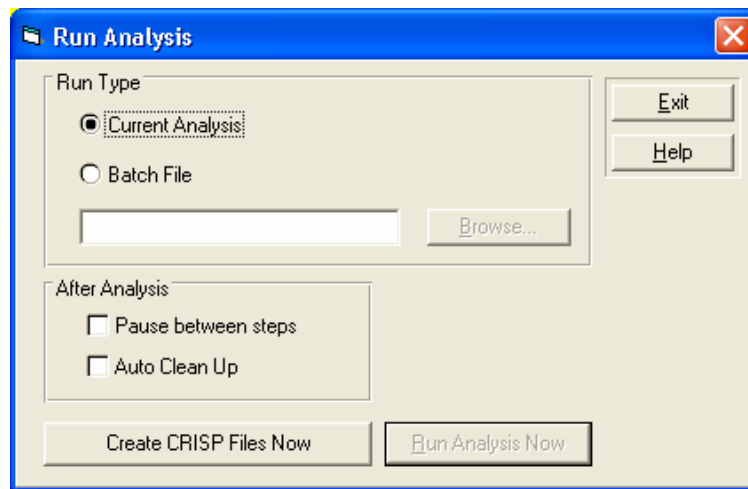 Run Analysis
Run Type
Current Analysis
Batch File
Browse...
Exit
Help
After Analysis
Pause between steps
Auto Clean Up
Create CRISP Files Now
Run Analysis Now